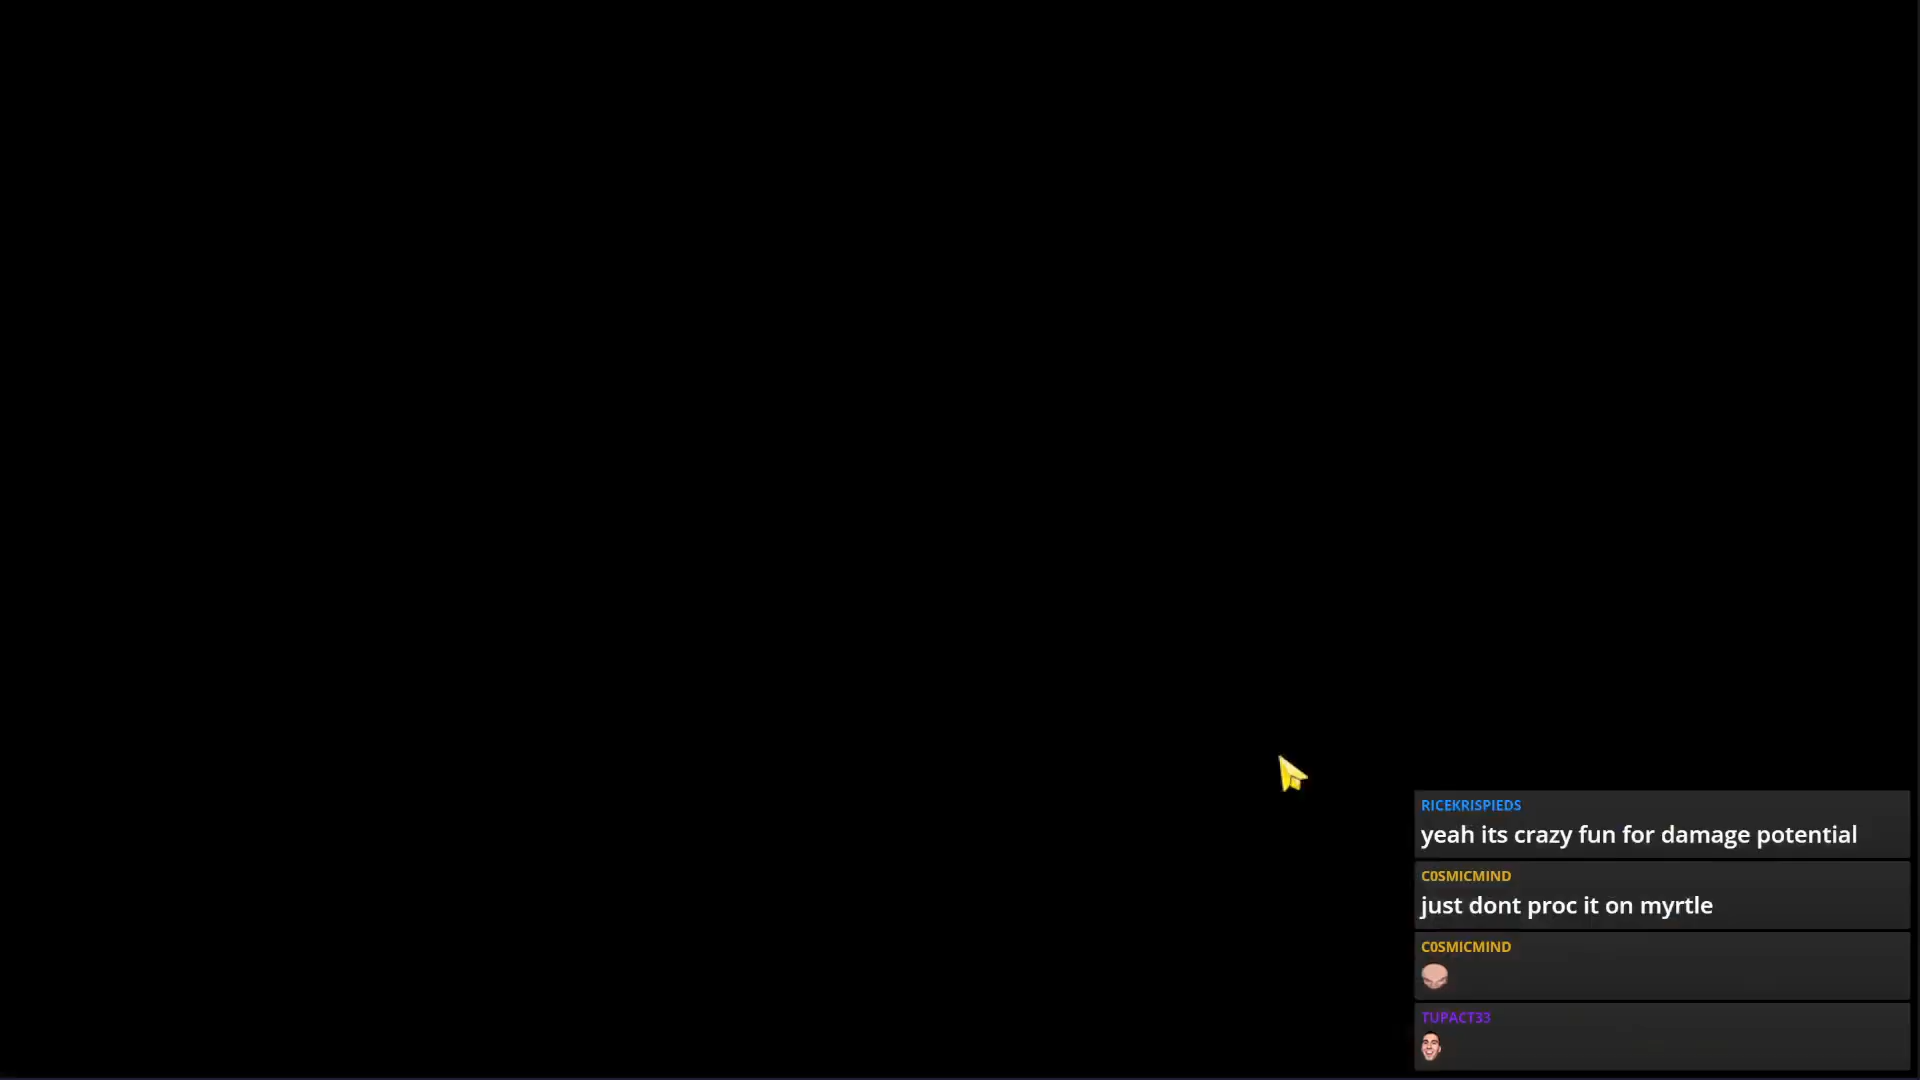 RICEKRISPIEDS
yeah its crazy fun for damage potential
C0SMICMIND
just dont proc it on myrtle
C0SMICMIND
TUPACT33